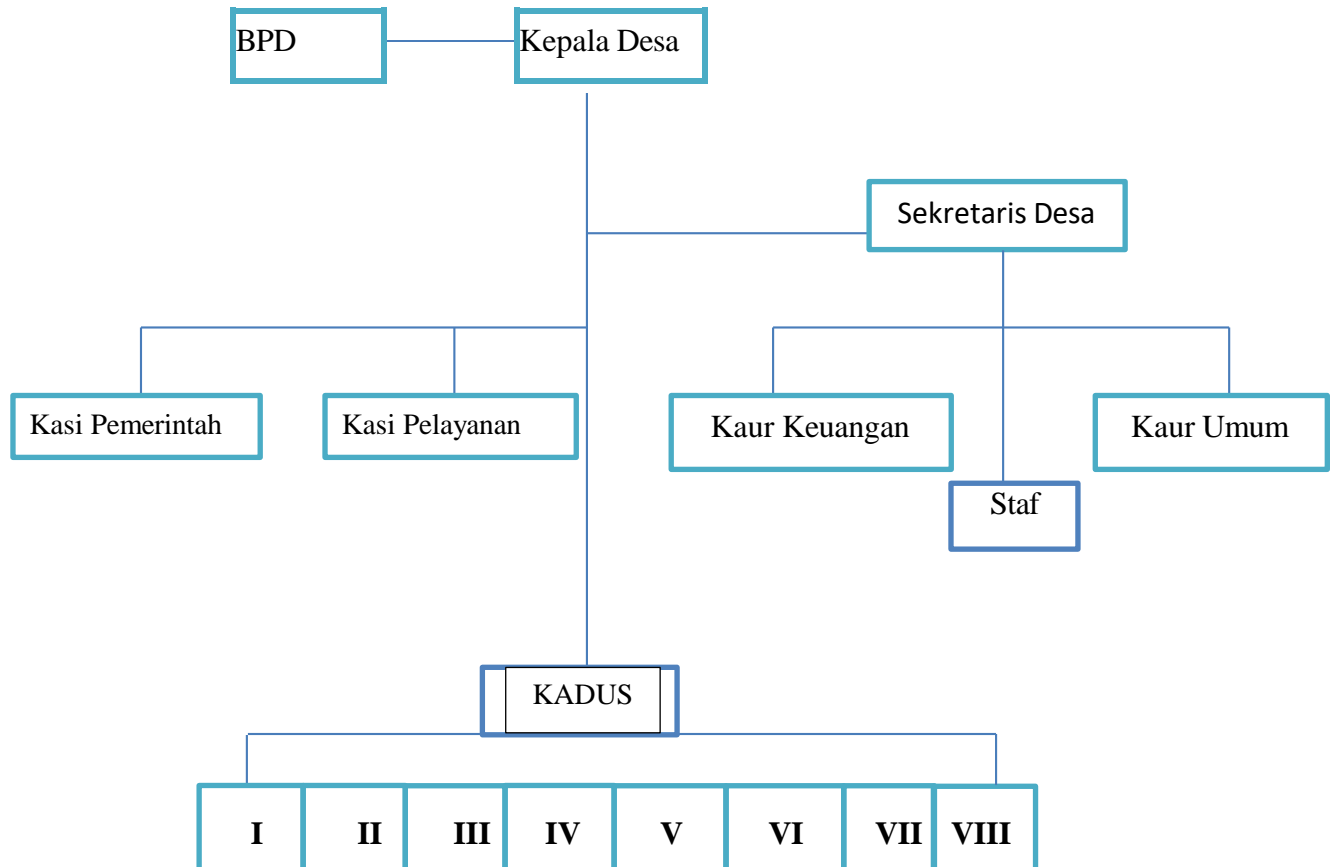 BPD
Kepala Desa
Sekretaris Desa
Kasi Pemerintah
Kasi Pelayanan
Kaur Keuangan
Kaur Umum
Staf
KADUS
I II III IV V VI VII VIII